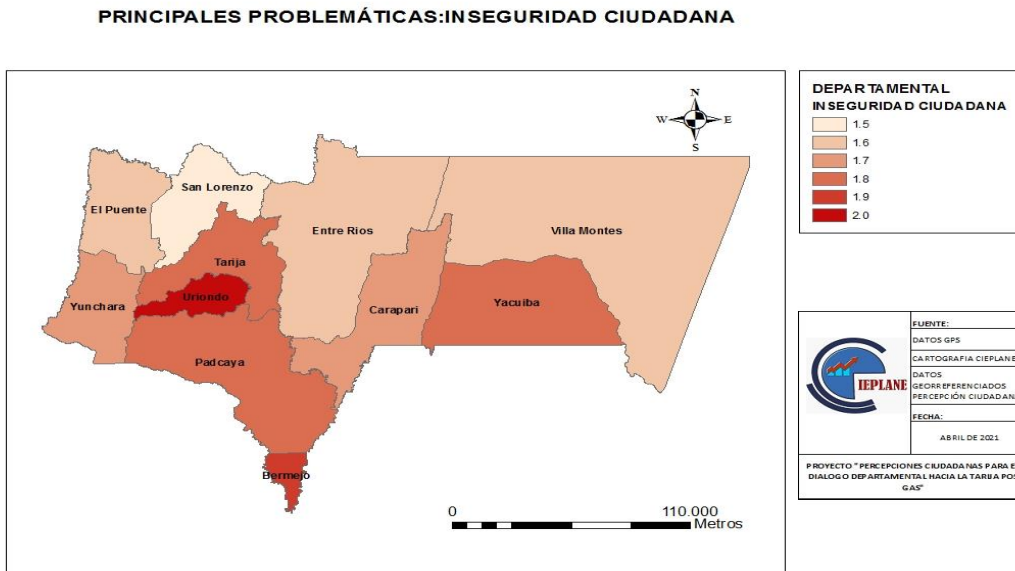 PRINCIPALES PROBLEMÁTICAS:INSEGURIDAD CIUDADANA
N
W E
S
San Lorenzo
El Puente
Entre Rios
Villa Montes
Tarija
Yunchara
Uriondo
Carapari
Yacuiba
Padcaya
Bermejo
0 110.000
Metros
DEPARTAMENTAL
INSEGURIDAD CIUDADANA
1.5
1.6
1.7
1.8
1.9
2.0
IEPLANE
FUENTE:
DATOS GPS
CARTOGRAFIA CIEPLANE
DATOS
GEORREFERENCIADOS
PERCEPCIÓN CIUDADAN
FECHA:
ABRIL DE 2021
PROYECTO "PERCEPCIONES CIUDADANAS PARA E
DIALOGO DEPARTAMENTAL HACIA LA TARIJA POS
GAS"